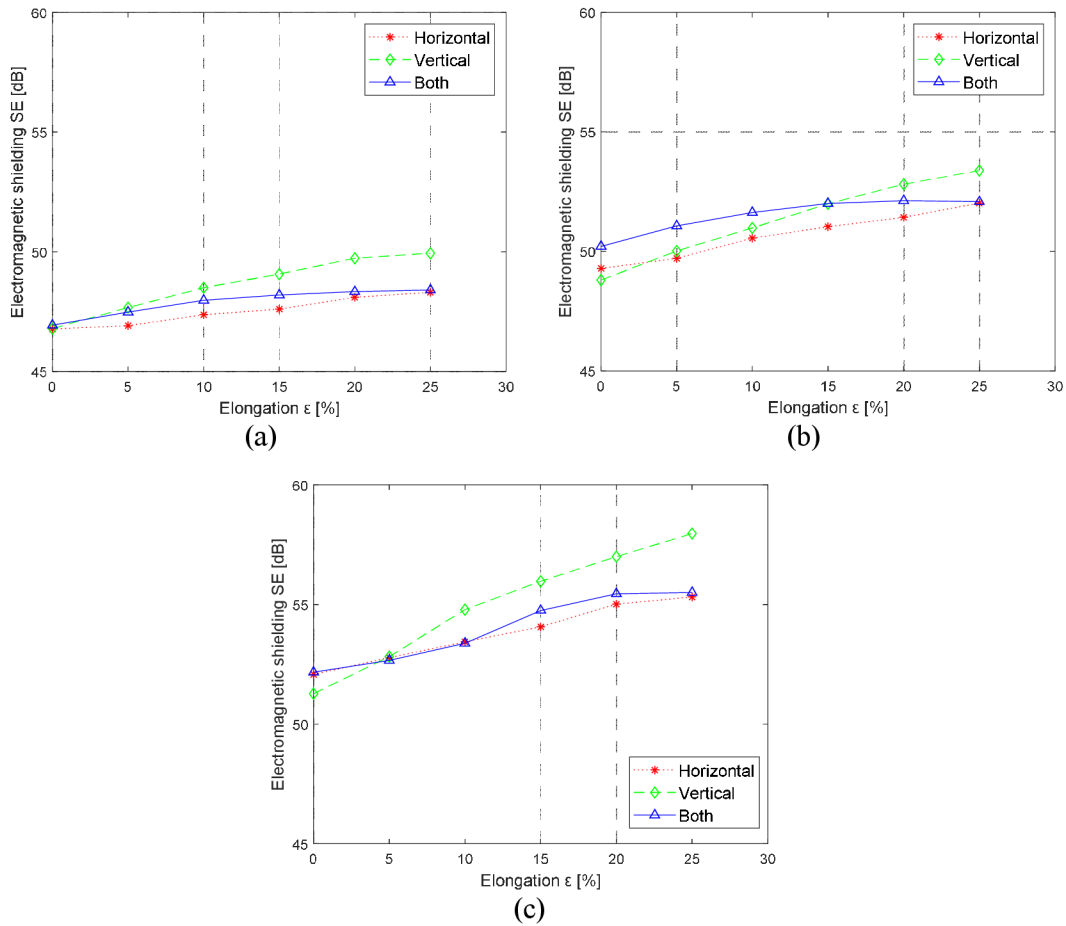 60
55
50
45
Electromagnetic shielding SE [dB]
Horizontal
Vertical
Both
0 5 10 15 20 25 30
Elongation ε [%]
(a)
60
55
50
45
Electromagnetic shielding SE [dB]
Horizontal
Vertical
Both
0 5 10 15 20 25 30
Elongation ε [%]
(b)
60
55
50
45
Electromagnetic shielding SE [dB]
Horizontal
Vertical
Both
0 5 10 15 20 25 30
Elongation ε [%]
(c)